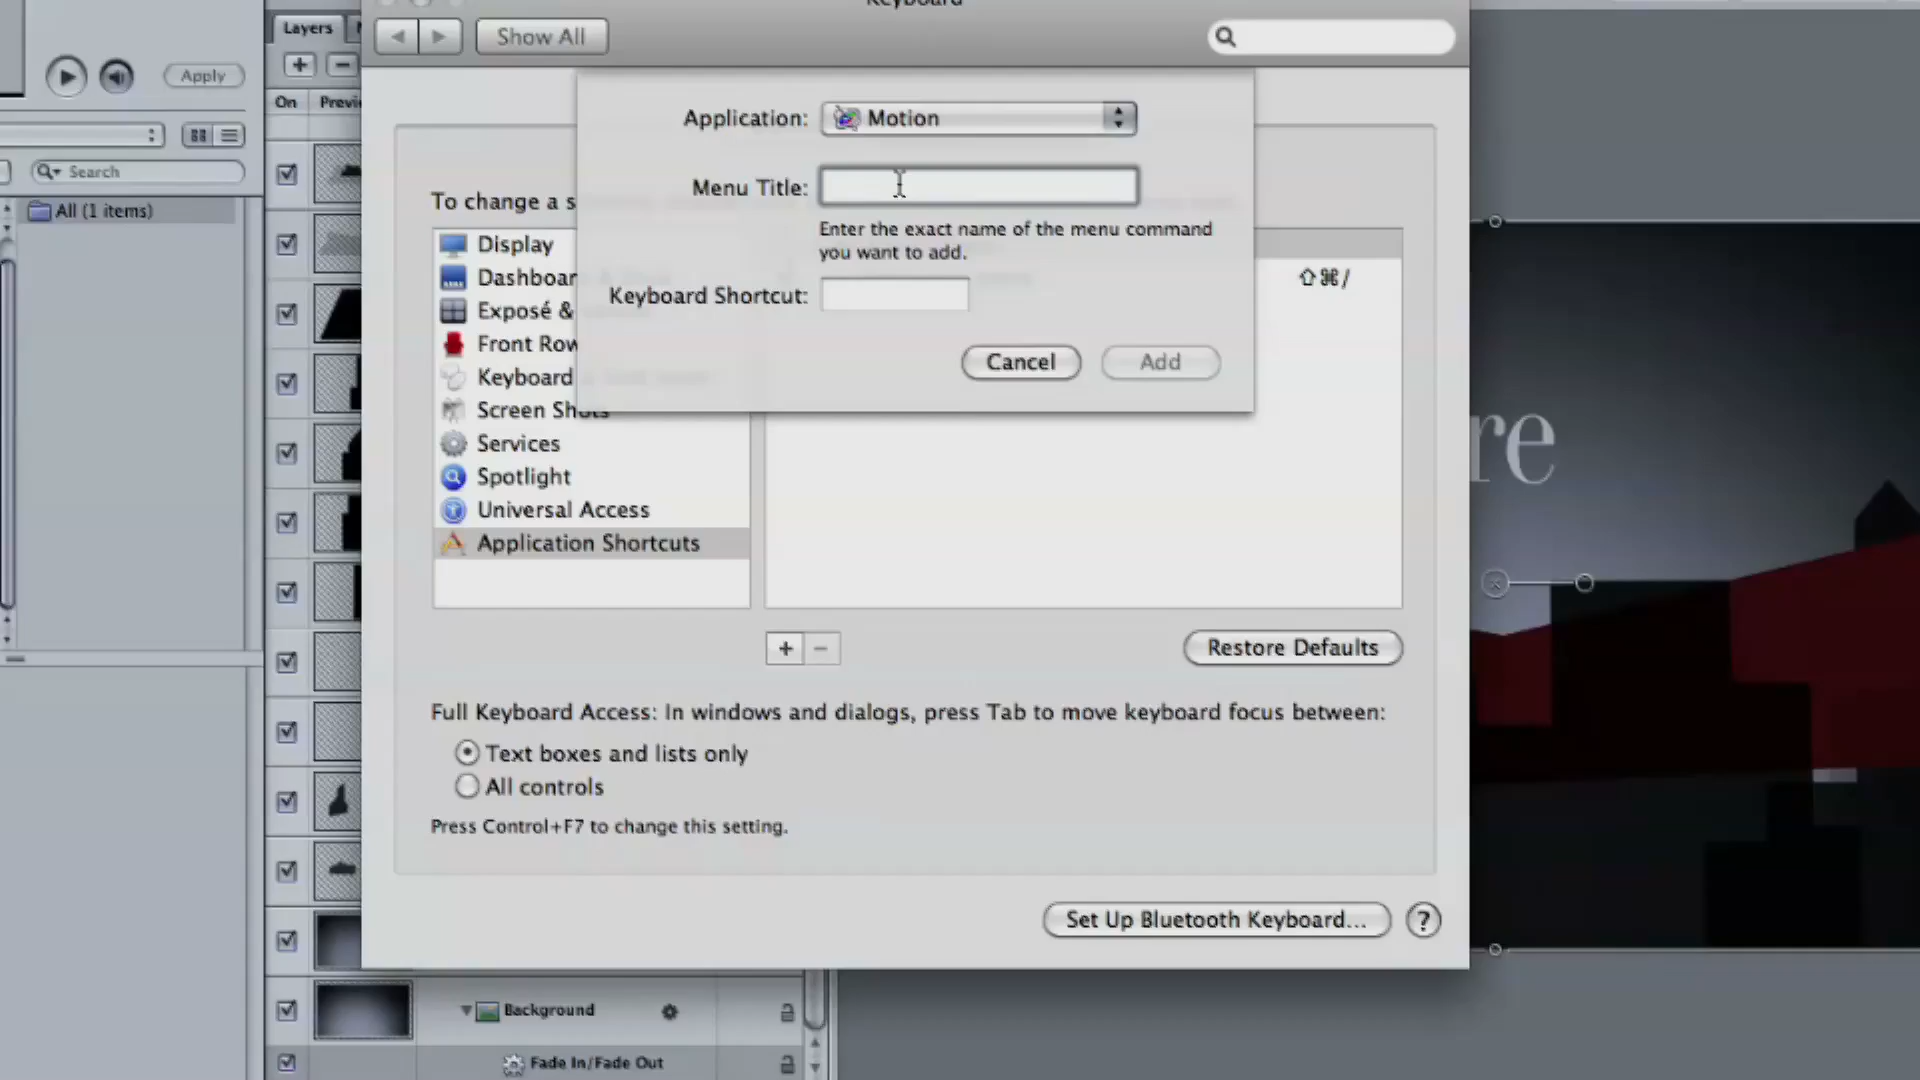 Keyboard
Layers
Show All
Apply
On
Previ
Application: Motion
Search
Menu Title:
All (1 items)
To change a s
Enter the exact name of the menu command
you want to add.
Display
Dashboar
⇧⌘/
Keyboard Shortcut:
Exposé &
Front Row
Cancel
Add
Keyboard
Screen Shots
Services
re
Spotlight
Universal Access
Application Shortcuts
+ −
Restore Defaults
Full Keyboard Access: In windows and dialogs, press Tab to move keyboard focus between:
Text boxes and lists only
All controls
Press Control+F7 to change this setting.
Set Up Bluetooth Keyboard... ?
Background
Fade In/Fade Out